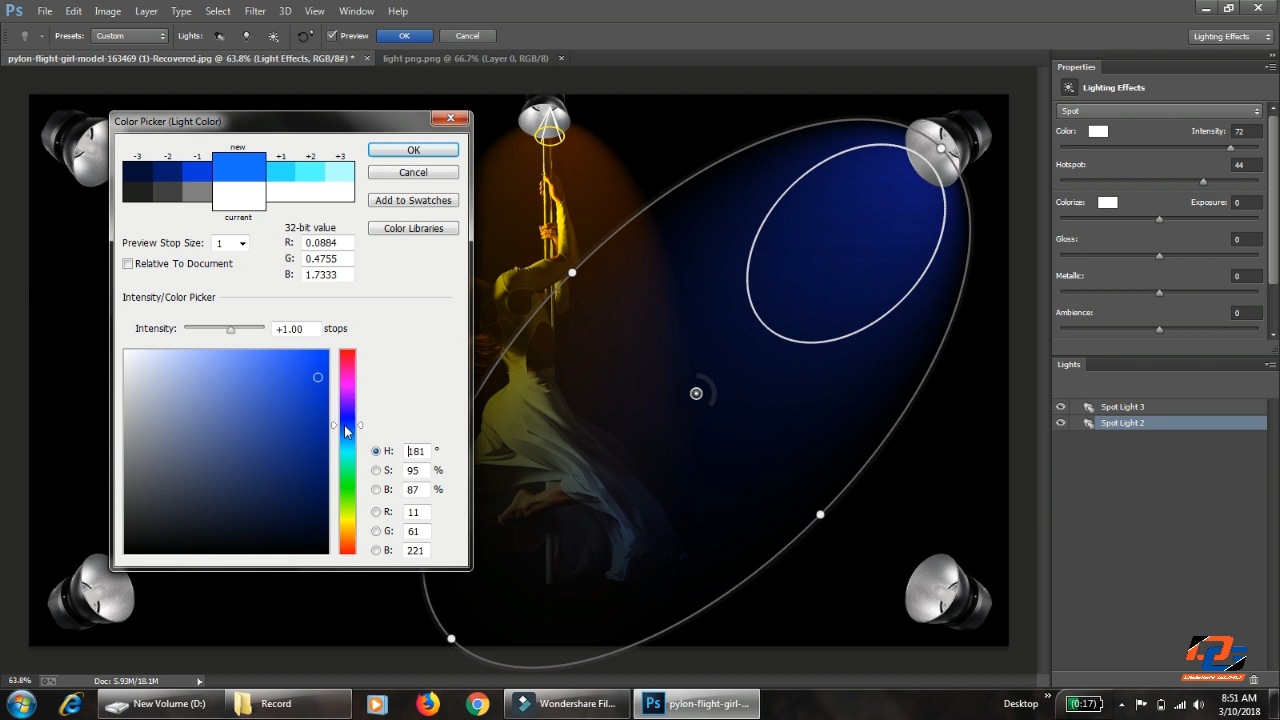 Ps File Edit Image Layer Type Select Filter 3D View Window Help
Presets: Custom Lights: Preview OK Cancel Lighting Effects
pylon-flight-girl-model-163469 (1)-Recovered.jpg @ 63.8% (Light Effects, RGB/8#) * light png.png @ 66.7% (Layer 0, RGB/8)
Color Picker (Light Color)
new
-3 -2 -1 +1 +2 +3
current
OK
Cancel
Add to Swatches
Color Libraries
32-bit value
R: 0.0884
G: 0.4755
B: 1.7333
Preview Stop Size: 1
Relative To Document
Intensity/Color Picker
Intensity: +1.00 stops
H: 181 °
S: 95 %
B: 87 %
R: 11
G: 61
B: 221
Properties
Lighting Effects
Spot
Color: Intensity: 72
Hotspot: 44
Colorize: Exposure: 0
Gloss: 0
Metallic: 0
Ambience: 0
Lights
Spot Light 3
Spot Light 2
DESIGN GURU
63.8% Doc: 5.93M/18.1M
New Volume (D:) Record Wondershare Fil... Ps pylon-flight-girl-... Desktop (0:17) 8:51 AM
3/10/2018